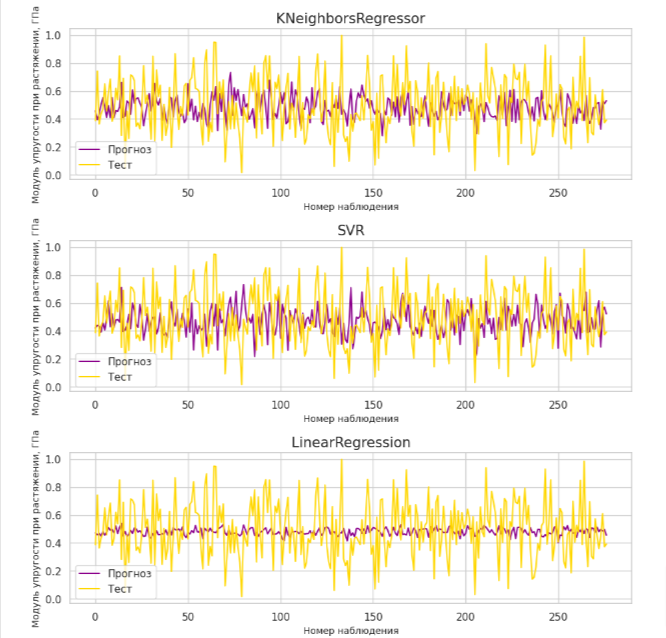 KNeighborsRegressor
Модуль упругости при растяжении, ГПа
1.0
0.8
0.6
0.4
0.2
0.0
Прогноз
Тест
0 50 100 150 200 250
Номер наблюдения
SVR
Модуль упругости при растяжении, ГПа
1.0
0.8
0.6
0.4
0.2
0.0
Прогноз
Тест
0 50 100 150 200 250
Номер наблюдения
LinearRegression
Модуль упругости при растяжении, ГПа
1.0
0.8
0.6
0.4
0.2
0.0
Прогноз
Тест
0 50 100 150 200 250
Номер наблюдения